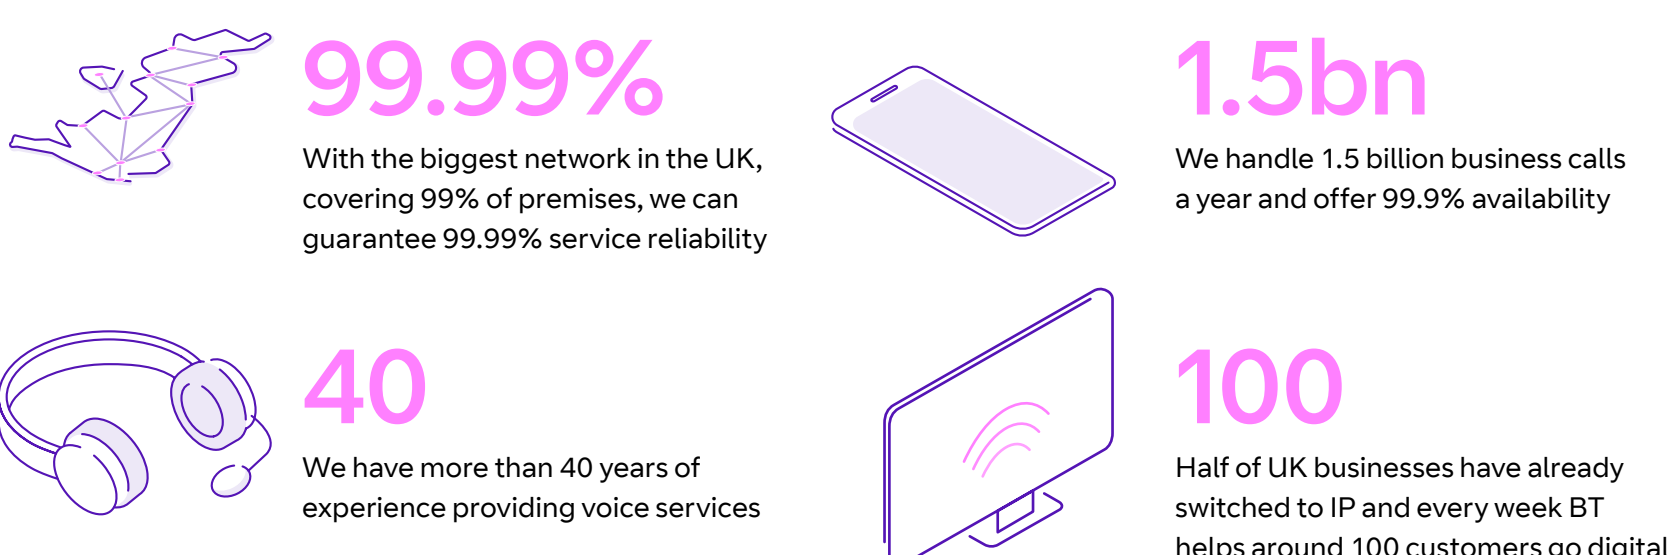 99.99%
With the biggest network in the UK,
covering 99% of premises, we can
guarantee 99.99% service reliability
1.5bn
We handle 1.5 billion business calls
a year and offer 99.9% availability
40
We have more than 40 years of
experience providing voice services
100
Half of UK businesses have already
switched to IP and every week BT
helps around 100 customers go digital